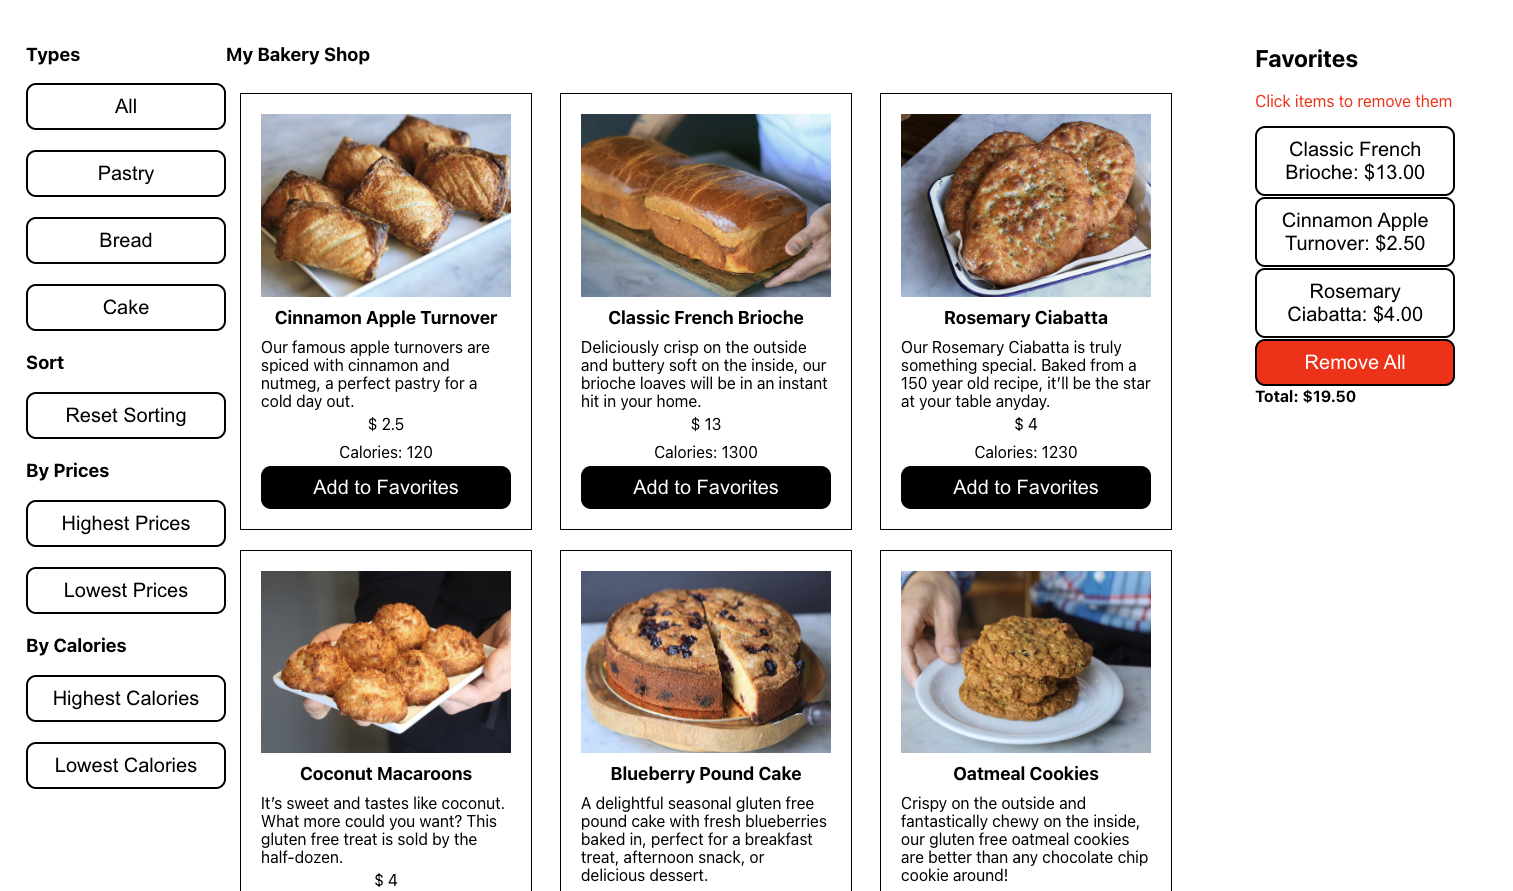 Types
All
Pastry
Bread
Cake
Sort
Reset Sorting
By Prices
Highest Prices
Lowest Prices
By Calories
Highest Calories
Lowest Calories
My Bakery Shop
Cinnamon Apple Turnover
Our famous apple turnovers are
spiced with cinnamon and
nutmeg, a perfect pastry for a
cold day out.
$ 2.5
Calories: 120
Add to Favorites
Classic French Brioche
Deliciously crisp on the outside
and buttery soft on the inside, our
brioche loaves will be in an instant
hit in your home.
$ 13
Calories: 1300
Add to Favorites
Rosemary Ciabatta
Our Rosemary Ciabatta is truly
something special. Baked from a
150 year old recipe, it’ll be the star
at your table anyday.
$ 4
Calories: 1230
Add to Favorites
Coconut Macaroons
It’s sweet and tastes like coconut.
What more could you want? This
gluten free treat is sold by the
half-dozen.
$ 4
Blueberry Pound Cake
A delightful seasonal gluten free
pound cake with fresh blueberries
baked in, perfect for a breakfast
treat, afternoon snack, or
delicious dessert.
Oatmeal Cookies
Crispy on the outside and
fantastically chewy on the inside,
our gluten free oatmeal cookies
are better than any chocolate chip
cookie around!
Favorites
Click items to remove them
Classic French
Brioche: $13.00
Cinnamon Apple
Turnover: $2.50
Rosemary
Ciabatta: $4.00
Remove All
Total: $19.50